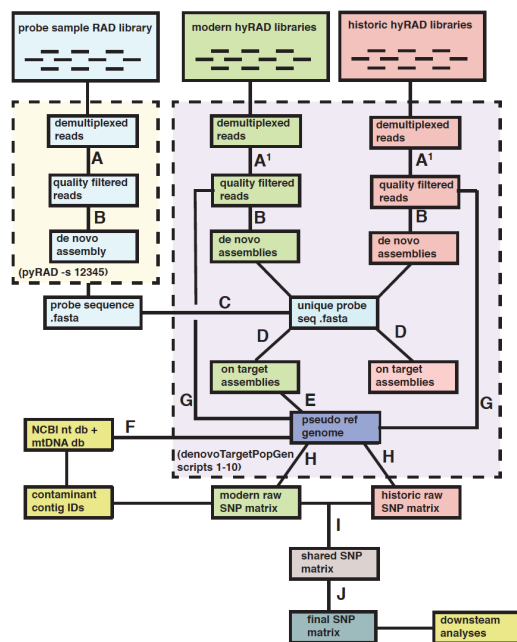 probe sample RAD library
modern hyRAD libraries
historic hyRAD libraries
demultiplexed
reads
demultiplexed
reads
demultiplexed
reads
A
A¹
A¹
quality filtered
reads
quality filtered
reads
quality filtered
reads
B
B
B
de novo
assembly
de novo
assemblies
de novo
assemblies
(pyRAD -s 12345)
probe sequence
.fasta
C
unique probe
seq .fasta
D
D
on target
assemblies
on target
assemblies
G
E
G
pseudo ref
genome
NCBI nt db +
mtDNA db
F
(denovoTargetPopGen
scripts 1-10)
H
H
contaminant
contig IDs
modern raw
SNP matrix
historic raw
SNP matrix
I
shared SNP
matrix
J
final SNP
matrix
downsteam
analyses